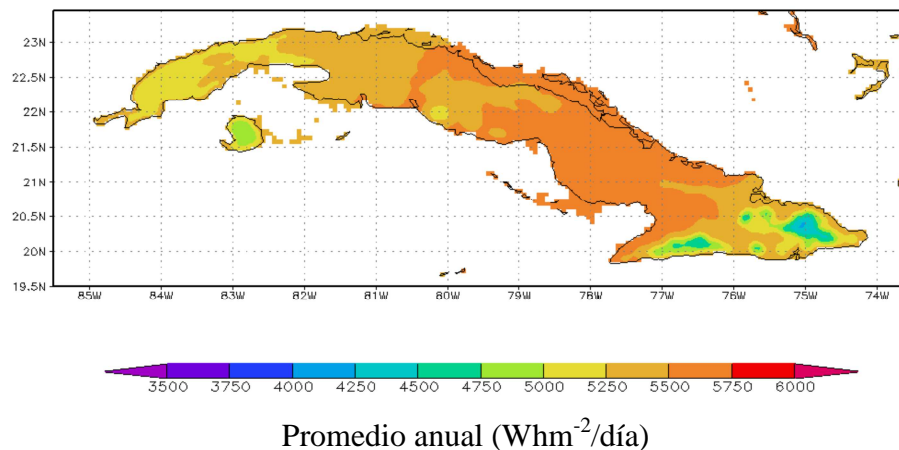 23N
22.5N
22N
21.5N
21N
20.5N
20N
19.5N
85W 84W 83W 82W 81W 80W 79W 78W 77W 76W 75W 74W
3500 3750 4000 4250 4500 4750 5000 5250 5500 5750 6000
Promedio anual (Whm-2/día)